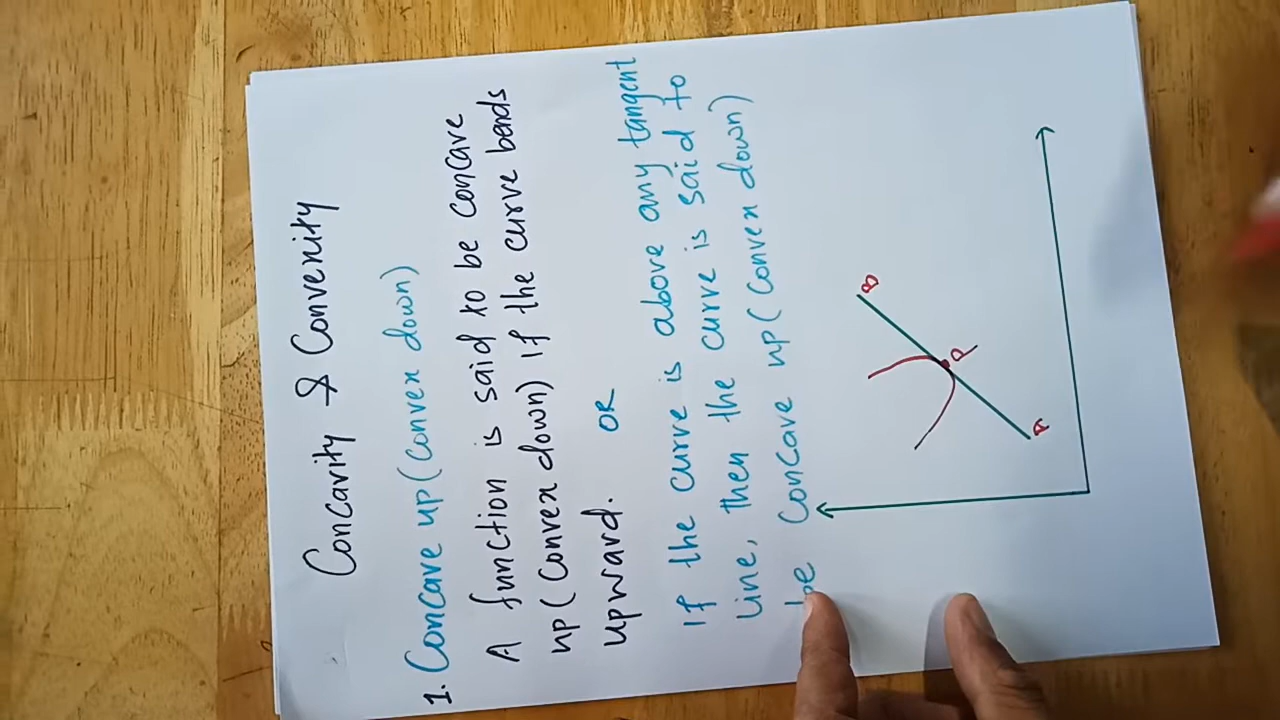 Concavity & Convenity
1. Concave up (Convex down)
A function is said to be concave
up (Convex down) if the curve bends
upward. OR
If the curve is above any tangent
line, then the curve is said to
be Concave up (Convex down)
B
P
A